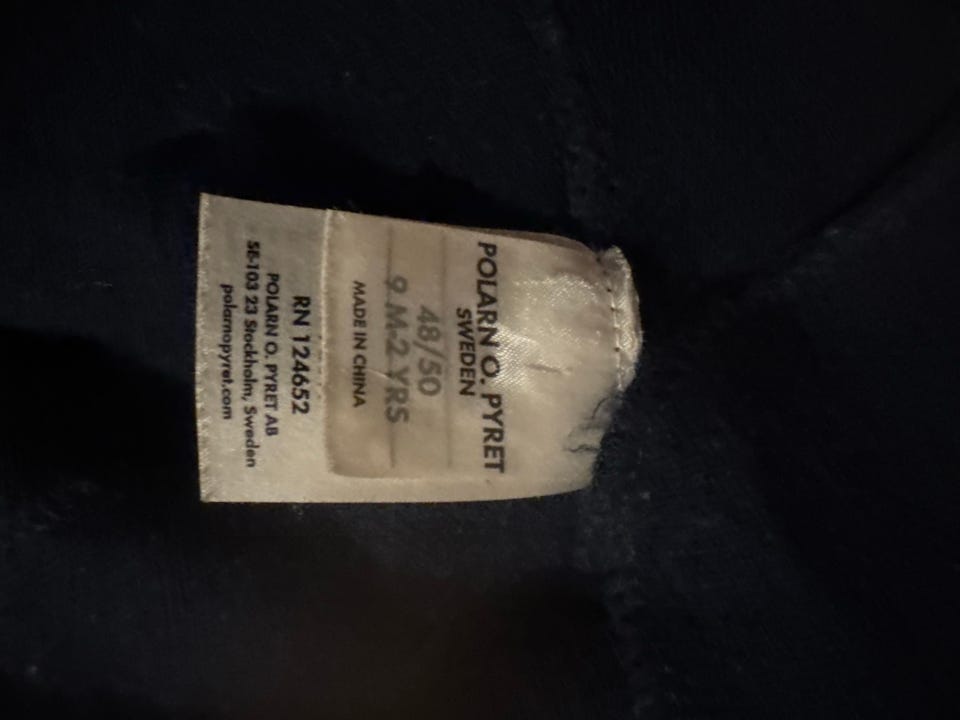 POLARN O. PYRET
SWEDEN
48/50
9 M-2 YRS
MADE IN CHINA
RN 124652
POLARN O. PYRET AB
SE-103 23 Stockholm, Sweden
polarnopyret.com